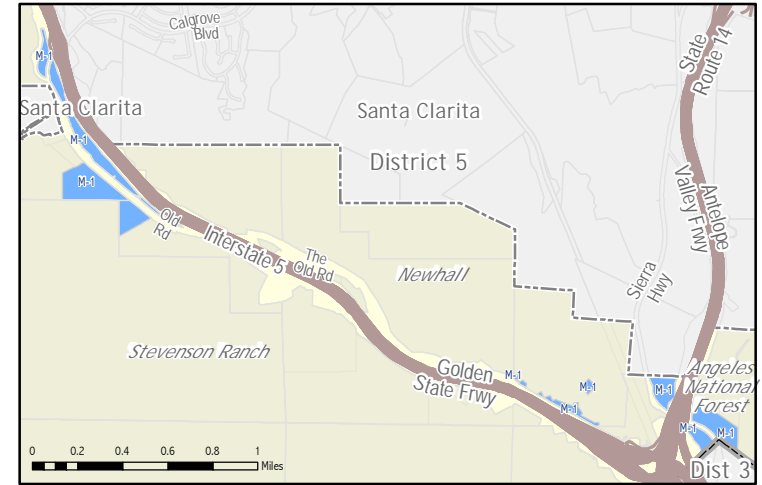 Calgrove
Blvd
M-1
State
Route 14
Santa Clarita
Santa Clarita
M-1
District 5
M-1
Antelope
Valley Frwy
Old
Rd
Interstate 5
The
Old Rd
Newhall
Sierra
Hwy
Stevenson Ranch
Golden
State Frwy
M-1
M-1
M-1
M-1
Angeles
National
Forest
M-1
M-1
Dist 3
0 0.2 0.4 0.6 0.8 1
Miles